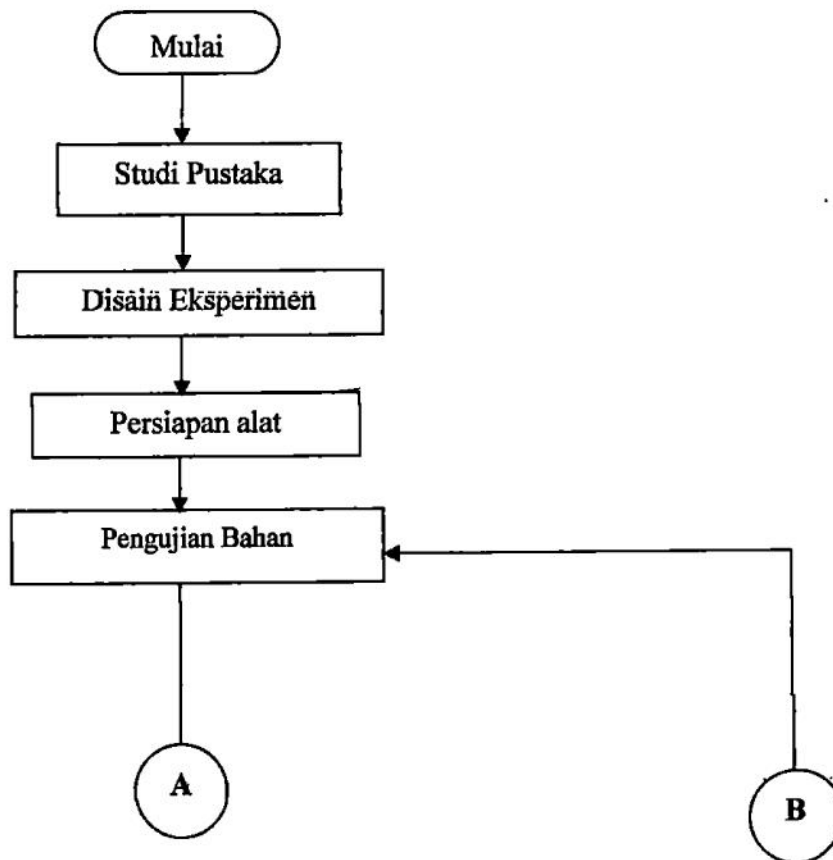 Mulai
Studi Pustaka
Disain Eksperimen
Persiapan alat
Pengujian Bahan
A
B